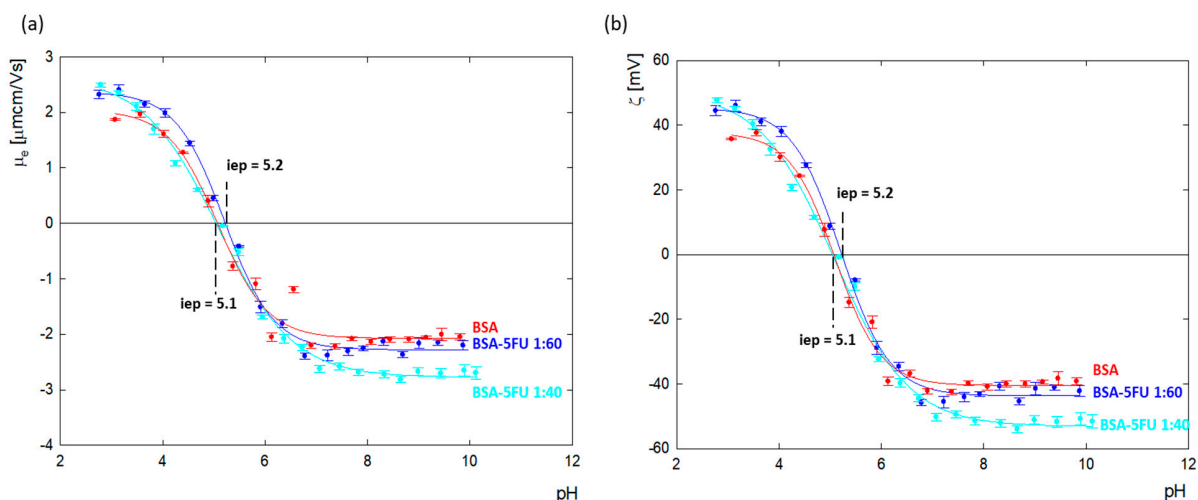 (a)
μe [μmcm/Vs]
3
2
1
0
-1
-2
-3
-4
iep = 5.2
iep = 5.1
BSA
BSA-5FU 1:60
BSA-5FU 1:40
2
4
6
8
10
12
pH
(b)
ζ [mV]
60
40
20
0
-20
-40
-60
iep = 5.2
iep = 5.1
BSA
BSA-5FU 1:60
BSA-5FU 1:40
2
4
6
8
10
12
pH